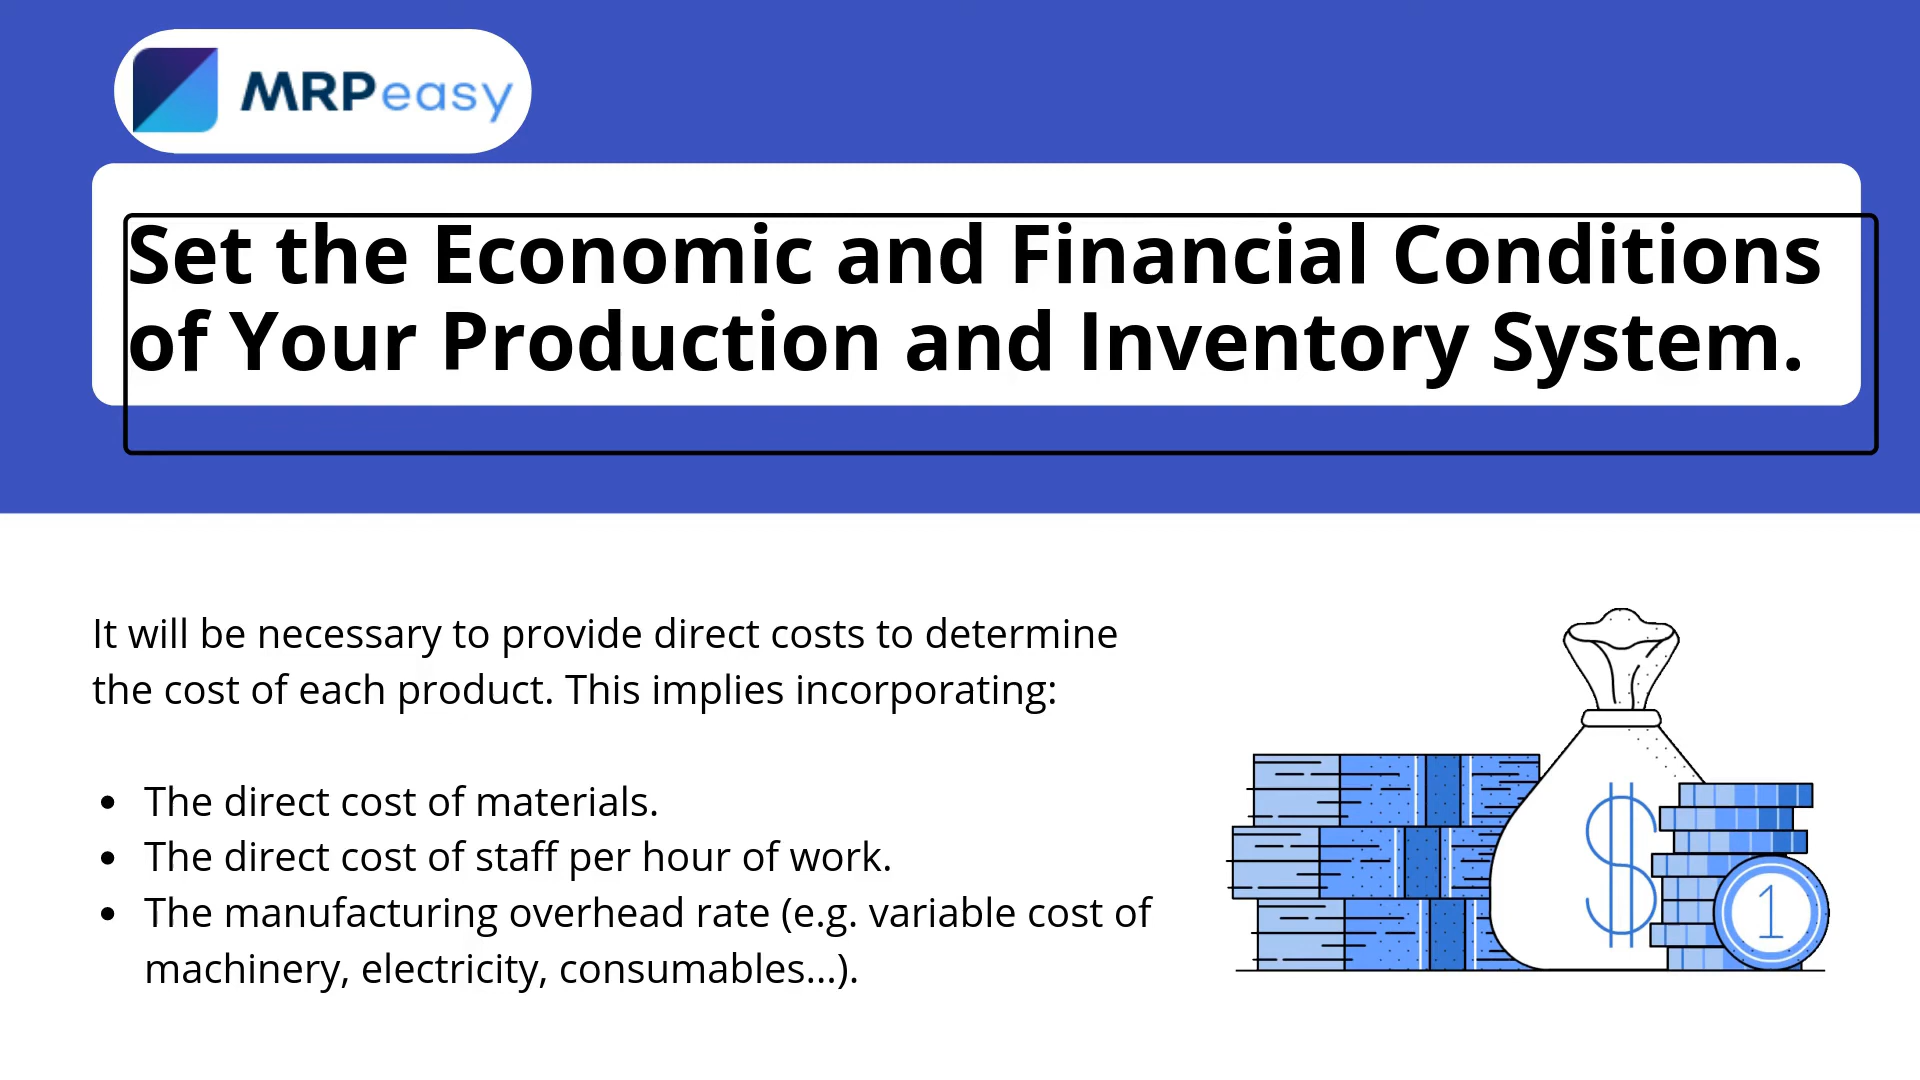 MRPeasy
Set the Economic and Financial Conditions
of Your Production and Inventory System.
It will be necessary to provide direct costs to determine
the cost of each product. This implies incorporating:
• The direct cost of materials.
• The direct cost of staff per hour of work.
• The manufacturing overhead rate (e.g. variable cost of
machinery, electricity, consumables...).
$
1